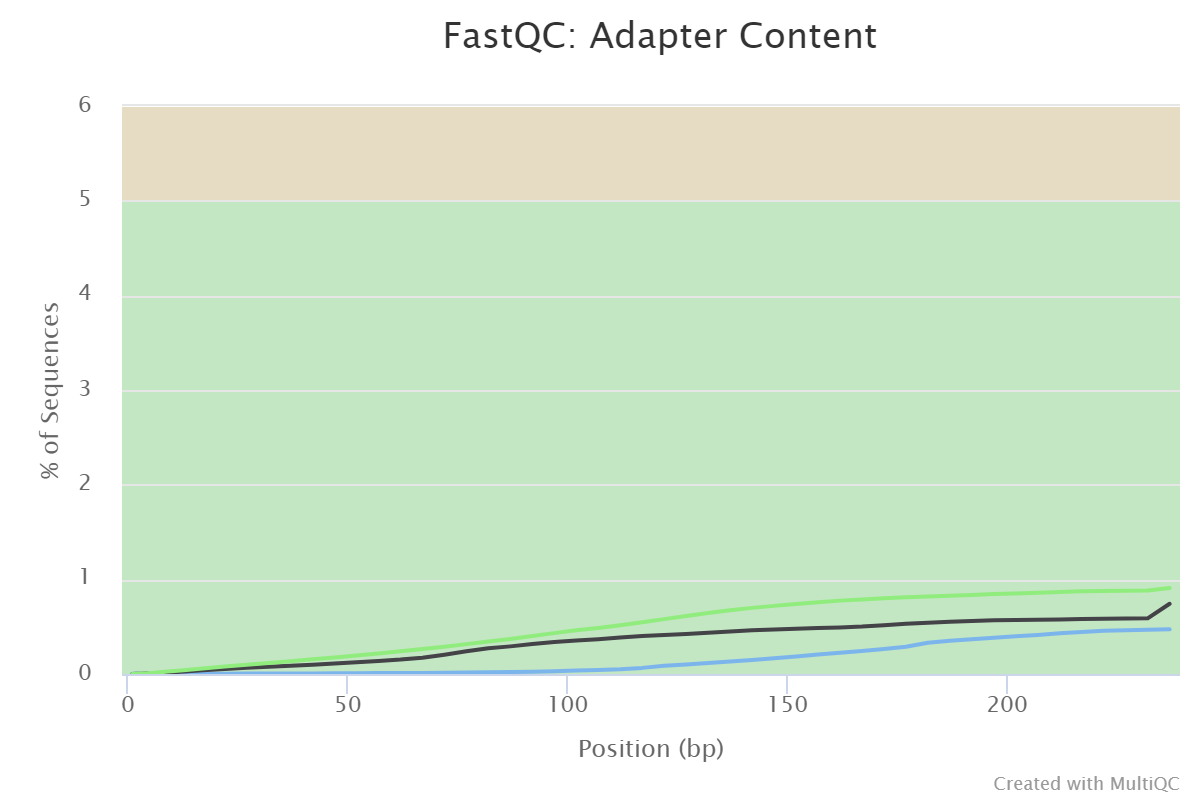 FastQC: Adapter Content
6
5
4
3
2
1
0
% of Sequences
0 50 100 150 200
Position (bp)
Created with MultiQC